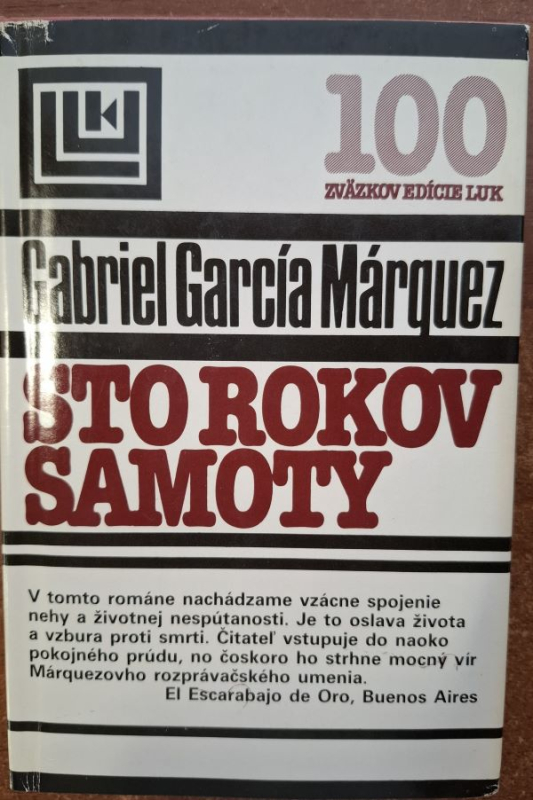 100
ZVÄZKOV EDÍCIE LUK
Gabriel García Márquez
STO ROKOV
SAMOTY
V tomto románe nachádzame vzácne spojenie
nehy a životnej nespútanosti. Je to oslava života
a vzbura proti smrti. Čitateľ vstupuje do naoko
pokojného prúdu, no čoskoro ho strhne mocný vír
Márquezovho rozprávačského umenia.
El Escarabajo de Oro, Buenos Aires